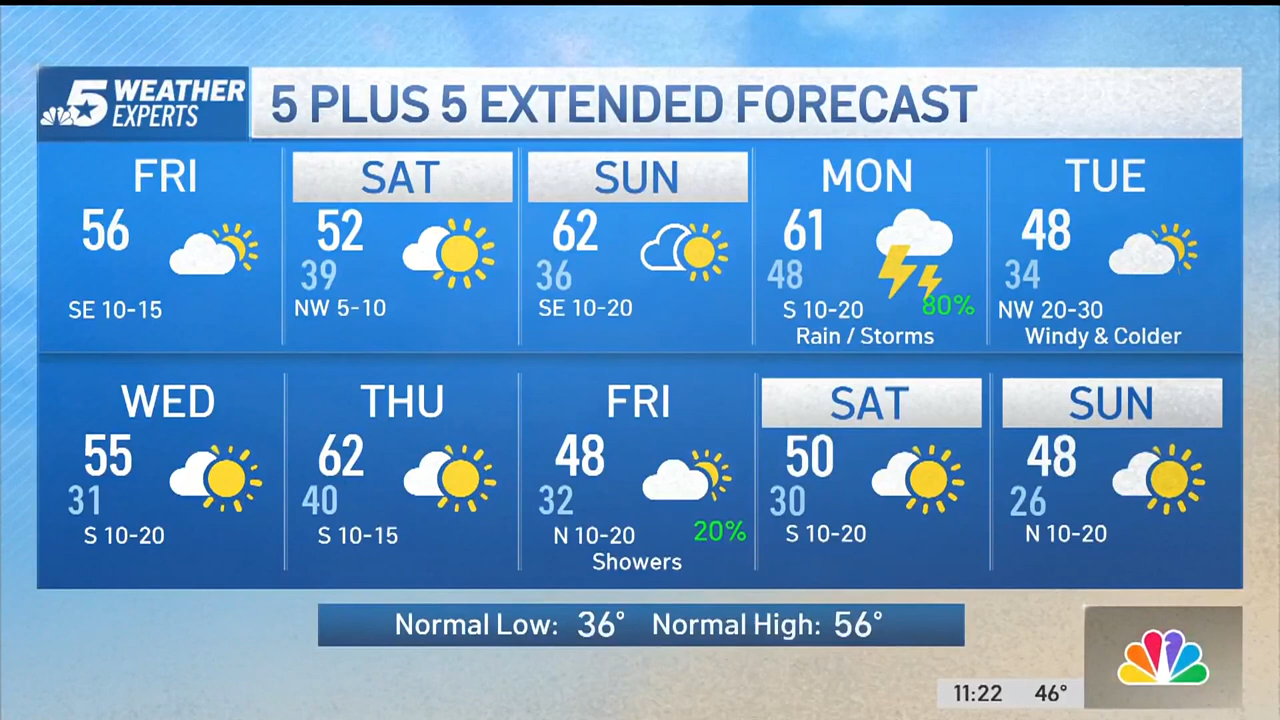 5 WEATHER EXPERTS
5 PLUS 5 EXTENDED FORECAST
FRI
56
SE 10-15
SAT
52
39
NW 5-10
SUN
62
36
SE 10-20
MON
61
48
S 10-20
80%
Rain / Storms
TUE
48
34
NW 20-30
Windy & Colder
WED
55
31
S 10-20
THU
62
40
S 10-15
FRI
48
32
N 10-20
20%
Showers
SAT
50
30
S 10-20
SUN
48
26
N 10-20
Normal Low: 36° Normal High: 56°
11:22 46°